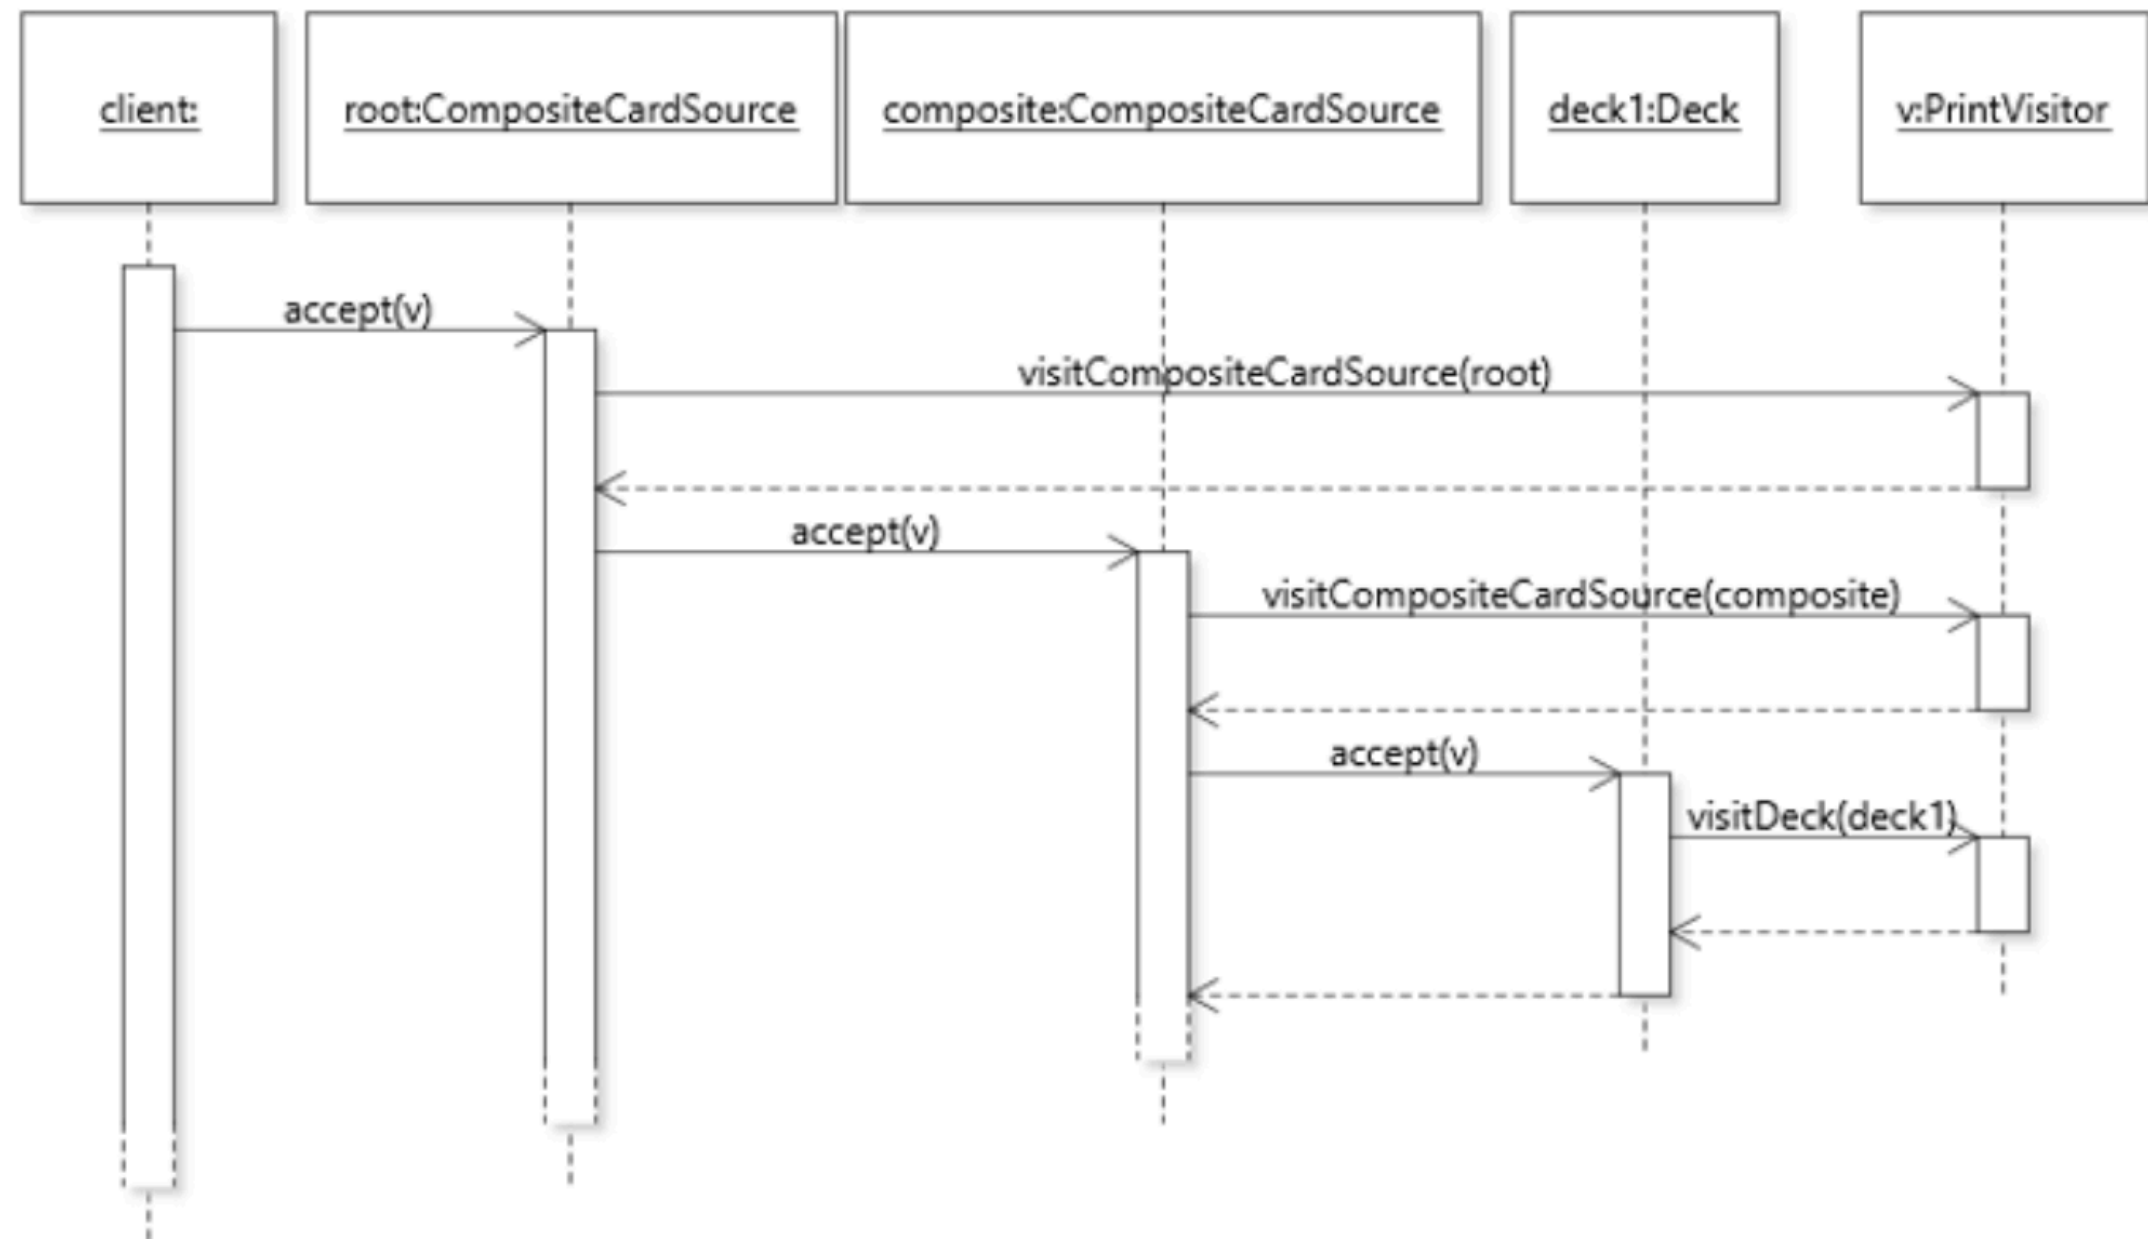 client:
root:CompositeCardSource
composite:CompositeCardSource
deck1:Deck
v:PrintVisitor
accept(v)
visitCompositeCardSource(root)
accept(v)
visitCompositeCardSource(composite)
accept(v)
visitDeck(deck1)